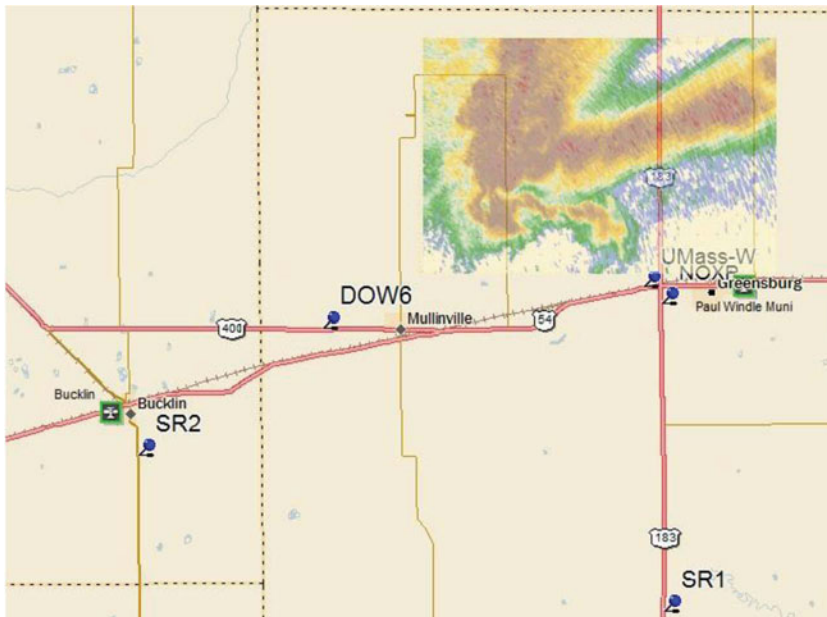 183
UMass-W
NOXP
Greensburg
DOW6
Paul Windle Muni
Mullinville
400
54
Bucklin
Bucklin
SR2
183
SR1